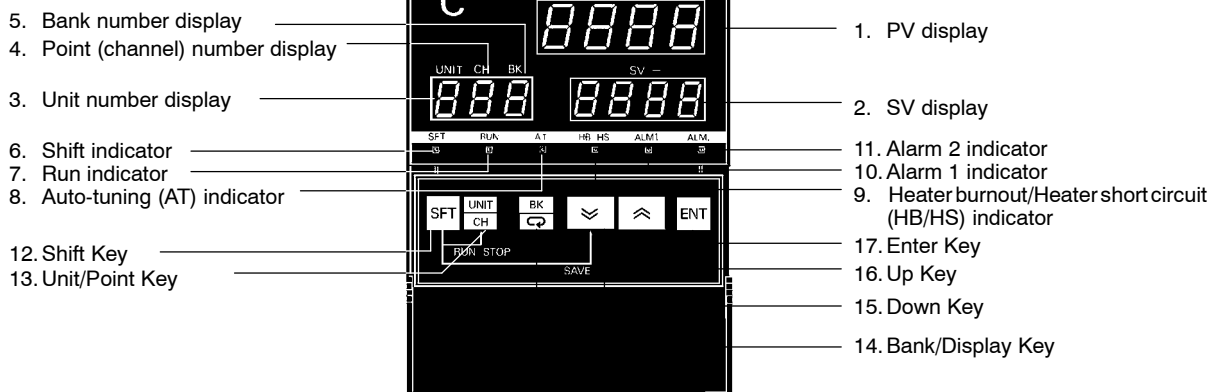 5. Bank number display
4. Point (channel) number display
3. Unit number display
6. Shift indicator
7. Run indicator
8. Auto-tuning (AT) indicator
12. Shift Key
13. Unit/Point Key
C
8888
UNIT CH BK
SV
888
8888
SFT RUN AT HB HS ALM1 ALM.
SFT
UNIT
CH
BK
ENT
RUN STOP
SAVE
1. PV display
2. SV display
11. Alarm 2 indicator
10. Alarm 1 indicator
9. Heater burnout/Heater short circuit
(HB/HS) indicator
17. Enter Key
16. Up Key
15. Down Key
14. Bank/Display Key